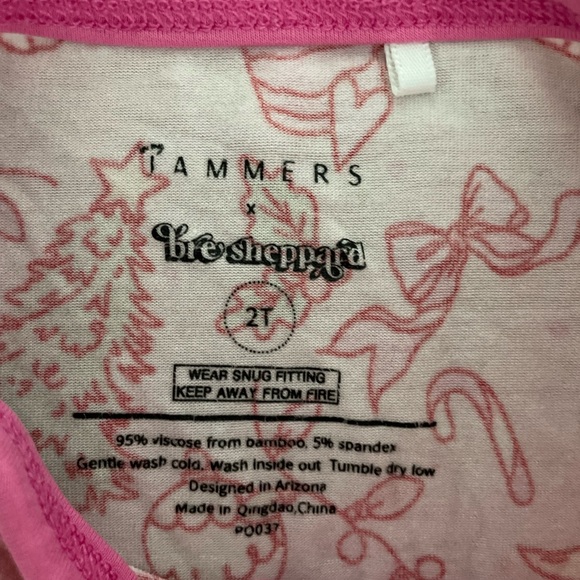 JAMMERS
x
bre sheppard
2T
WEAR SNUG FITTING
KEEP AWAY FROM FIRE
95% viscose from bamboo, 5% spandex
Gentle wash cold, Wash Inside out Tumble dry low
Designed in Arizona
Made in Qingdao,China
PO037